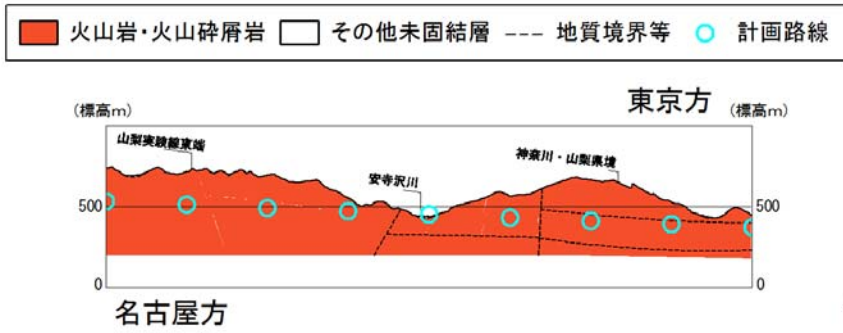 火山岩・火山砕屑岩 その他未固結層 地質境界等 計画路線
東京方
(標高m) (標高m)
山梨実験線東端
神奈川・山梨県境
安寺沢川
500 500
0 0
名古屋方